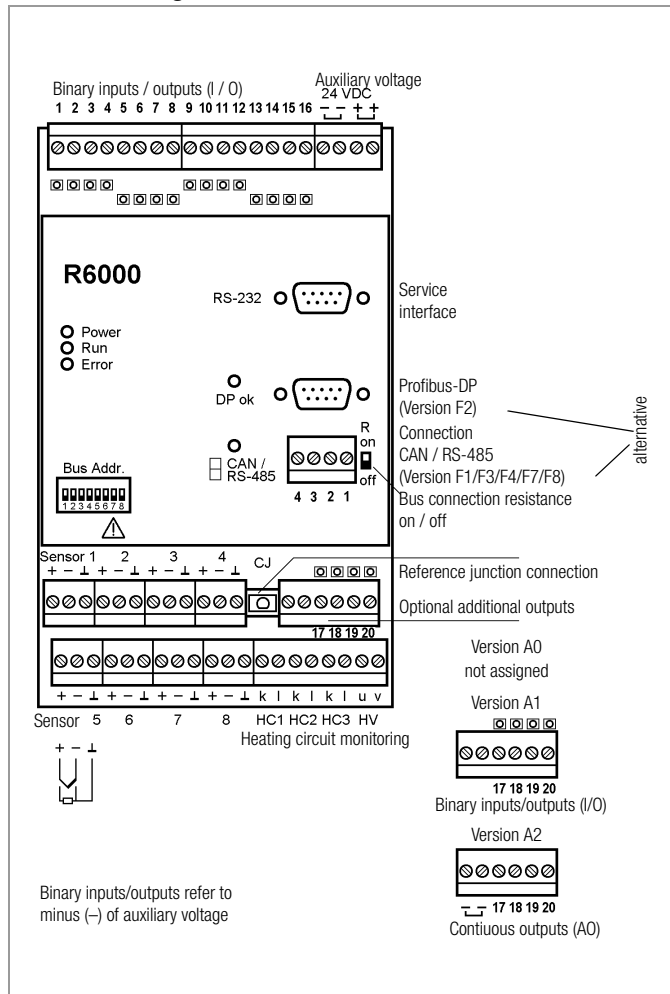 Binary inputs / outputs (I / O)
Auxiliary voltage
24 VDC
1 2 3 4 5 6 7 8 9 10 11 12 13 14 15 16 – – + +
R6000
RS-232
Service
interface
Power
Run
Error
DP ok
Profibus-DP
(Version F2)
alternative
R
on
off
CAN /
RS-485
4 3 2 1
Connection
CAN / RS-485
(Version F1/F3/F4/F7/F8)
Bus connection resistance
on / off
Bus Addr.
1 2 3 4 5 6 7 8
Sensor 1 2 3 4 CJ
+ – ⊥ + – ⊥ + – ⊥ + – ⊥
Reference junction connection
Optional additional outputs
17 18 19 20
+ – ⊥ + – ⊥ + – ⊥ + – ⊥ k l k l k l u v
Sensor 5 6 7 8 HC1 HC2 HC3 HV
Heating circuit monitoring
+ – ⊥
Version A0
not assigned
Version A1
17 18 19 20
Binary inputs/outputs (I/O)
Version A2
– – 17 18 19 20
Contiuous outputs (AO)
Binary inputs/outputs refer to
minus (–) of auxiliary voltage